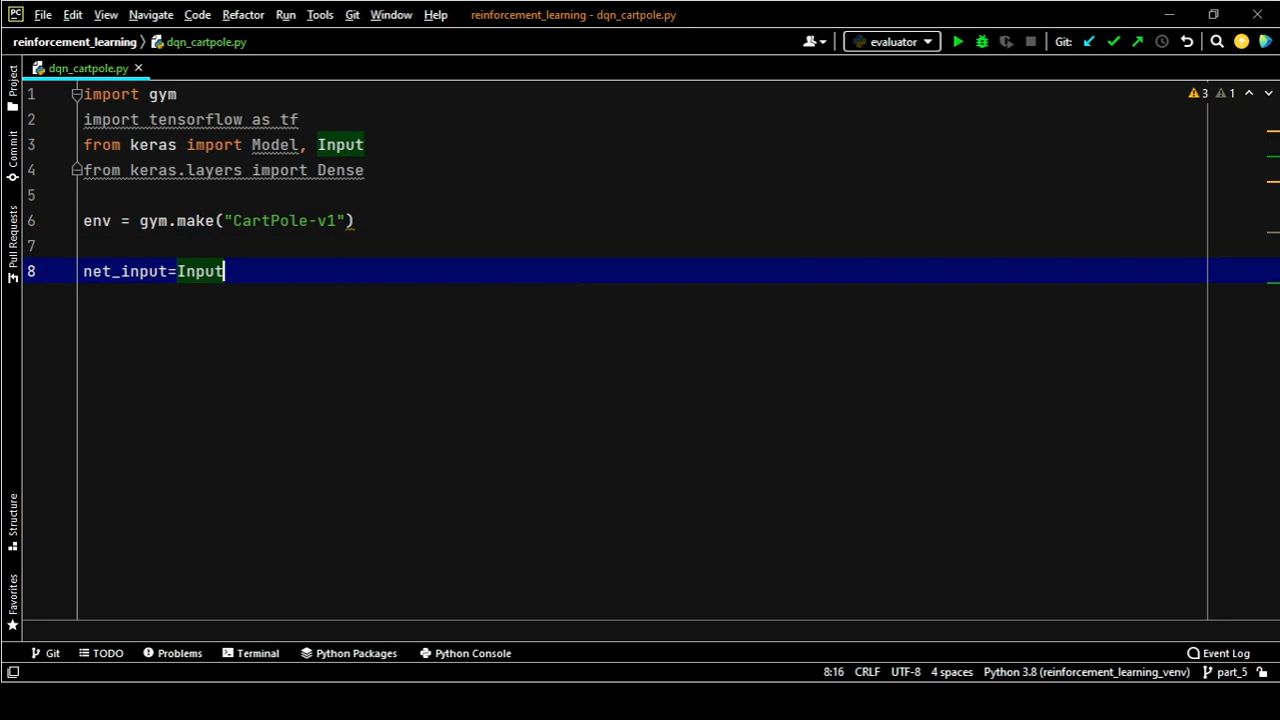 PC File Edit View Navigate Code Refactor Run Tools Git Window Help reinforcement_learning - dqn_cartpole.py
reinforcement_learning dqn_cartpole.py evaluator Git:
dqn_cartpole.py
Project
Commit
Pull Requests
Structure
Favorites
1 import gym
2 import tensorflow as tf
3 from keras import Model, Input
4 from keras.layers import Dense
5
6 env = gym.make("CartPole-v1")
7
8 net_input=Input
3 1
Git TODO Problems Terminal Python Packages Python Console Event Log
8:16 CRLF UTF-8 4 spaces Python 3.8 (reinforcement_learning_venv) part_5